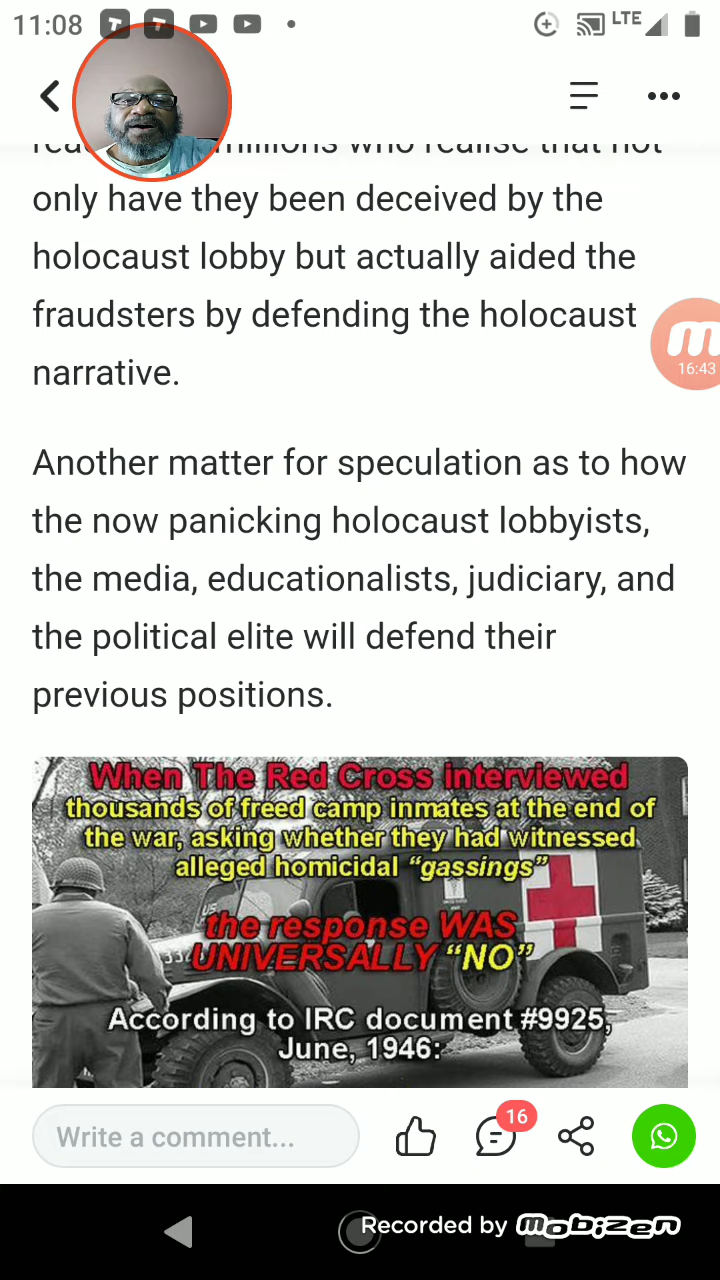 11:08
LTE
millions who realise that not
only have they been deceived by the
holocaust lobby but actually aided the
fraudsters by defending the holocaust
narrative.
16:43
Another matter for speculation as to how
the now panicking holocaust lobbyists,
the media, educationalists, judiciary, and
the political elite will defend their
previous positions.
When The Red Cross interviewed
thousands of freed camp inmates at the end of
the war, asking whether they had witnessed
alleged homicidal “gassings”
the response WAS
UNIVERSALLY “NO”
According to IRC document #9925,
June, 1946:
Write a comment...
16
Recorded by mobizen